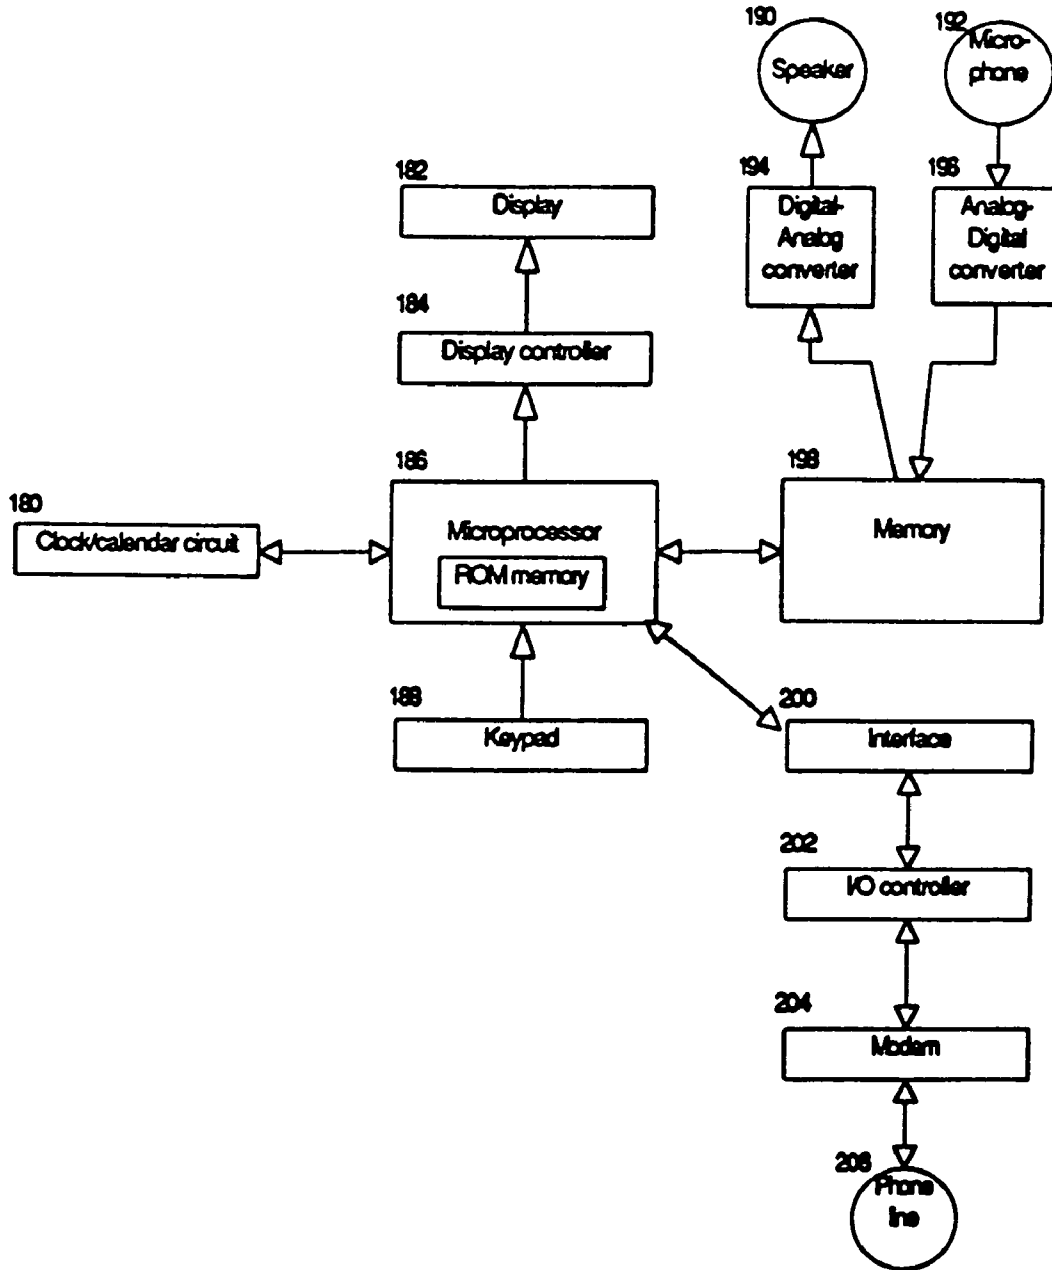 190
Speaker
192
Micro-
phone
182
Display
194
Digital-
Analog
converter
196
Analog-
Digital
converter
184
Display controller
186
Microprocessor
ROM memory
198
Memory
180
Clock/calendar circuit
188
Keypad
200
Interface
202
I/O controller
204
Modem
206
Phone
line